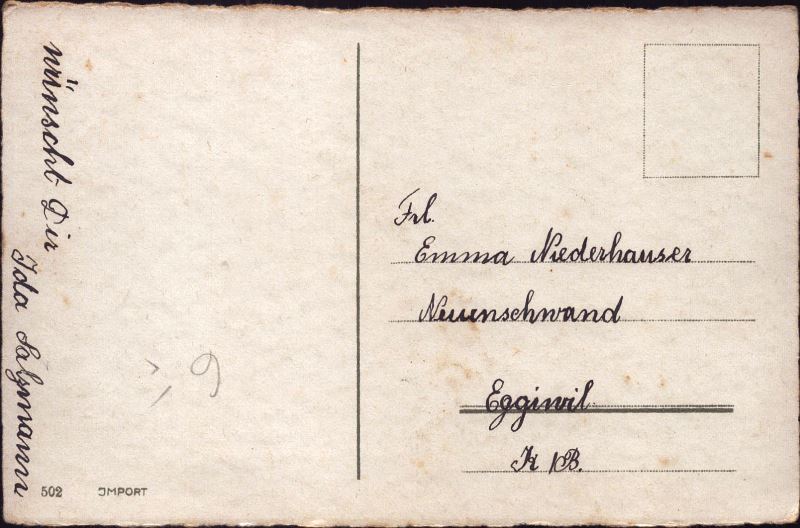 wünscht Dir
Ida Salzmann
Frl.
Emma Niederhauser
Neuenschwand
Eggiwil
Kt B.
502 IMPORT